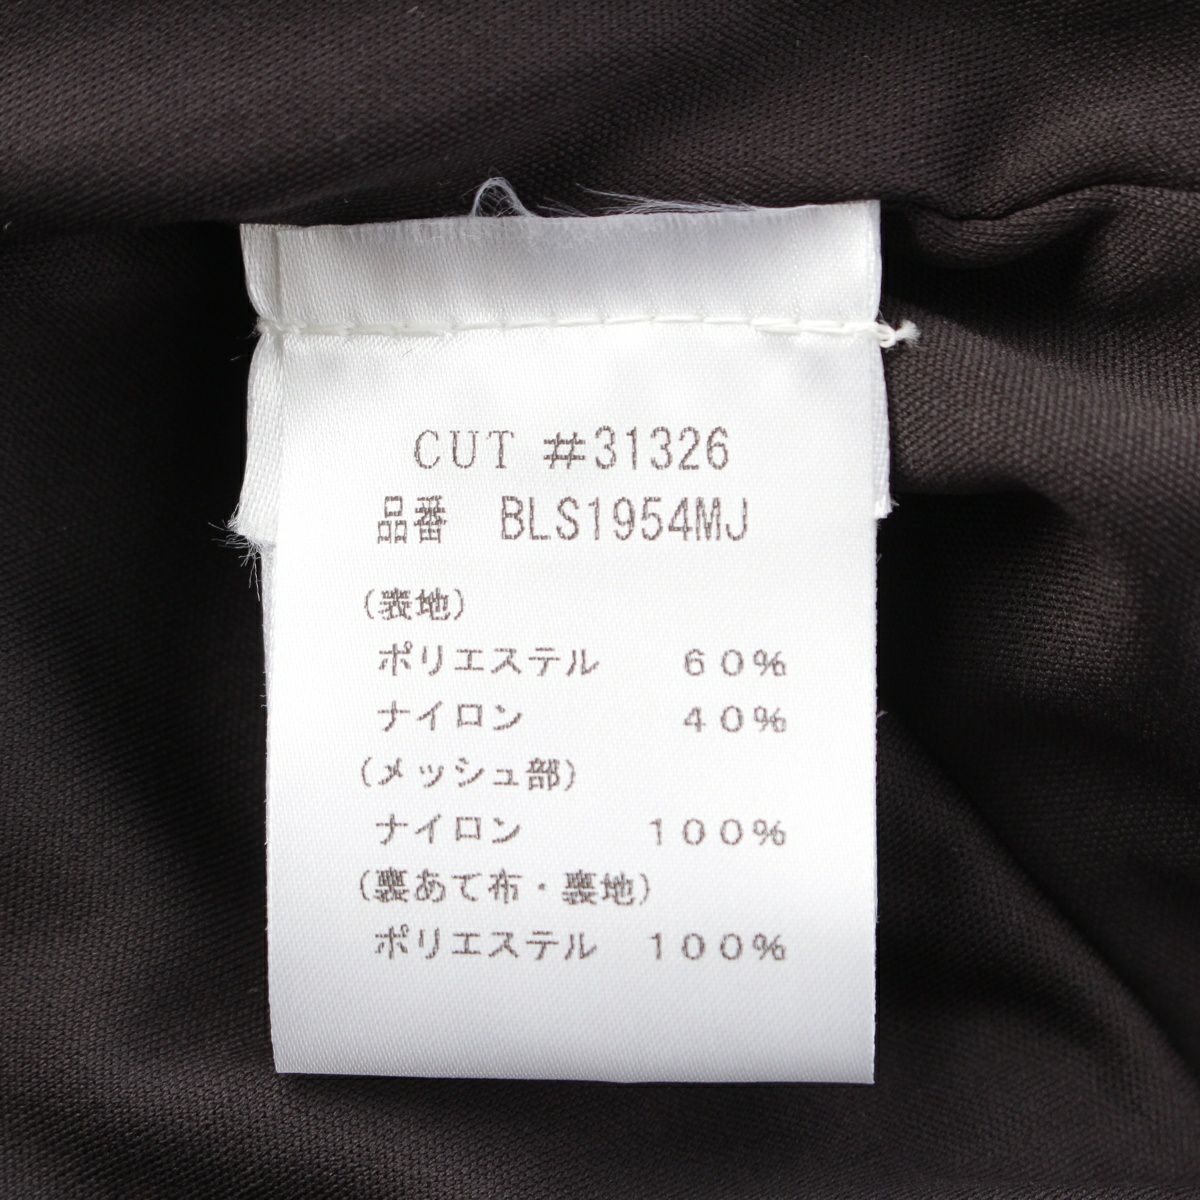 CUT #31326
品番 BLS1954MJ
(表地)
ポリエステル 60%
ナイロン 40%
(メッシュ部)
ナイロン 100%
(裏あて布・裏地)
ポリエステル 100%